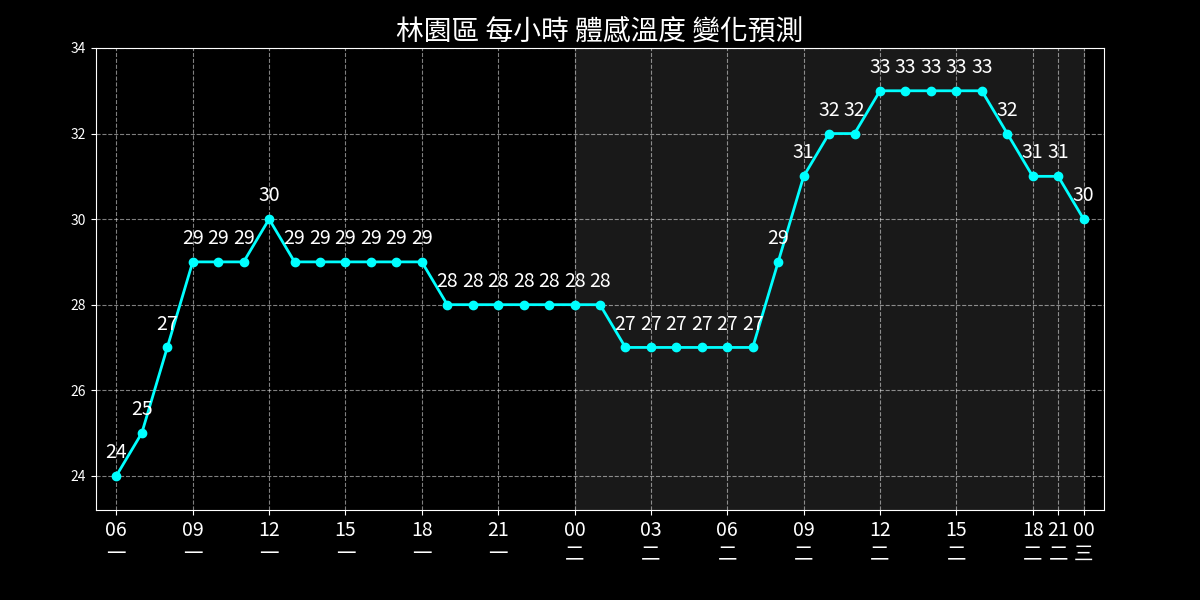 林園區 每小時 體感溫度 變化預測
34
33 33 33 33 33
32 32 32
32
31 31 31
30 30
30
29 29 29 29 29 29 29 29 29 29
28 28 28 28 28 28 28
28
27 27 27 27 27 27 27
26
25
24
24
06 09 12 15 18 21 00 03 06 09 12 15 18 21 00
一 一 一 一 一 一 二 二 二 二 二 二 二 二 三